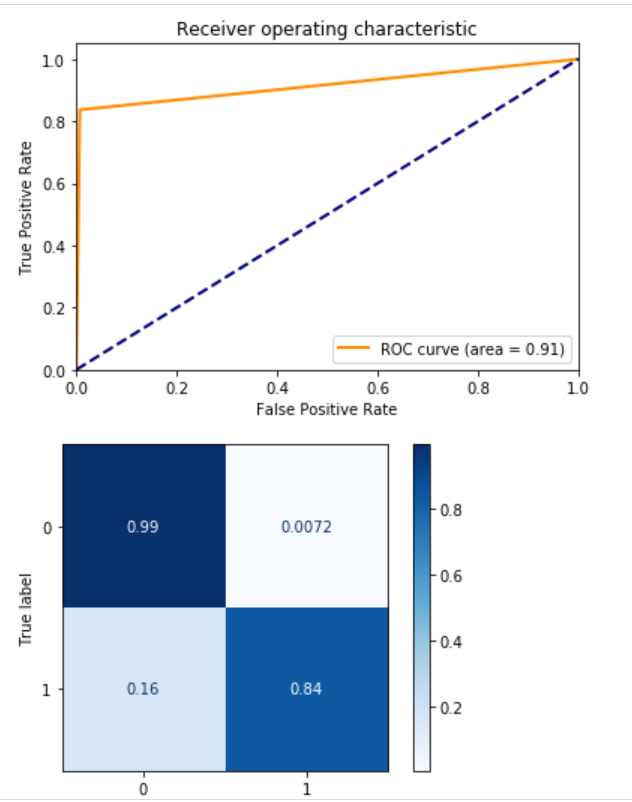 Receiver operating characteristic
1.0
0.8
0.6
0.4
0.2
0.0
True Positive Rate
ROC curve (area = 0.91)
0.0 0.2 0.4 0.6 0.8 1.0
False Positive Rate
0.99 0.0072
0.16 0.84
0
1
True label
0 1
0.8
0.6
0.4
0.2